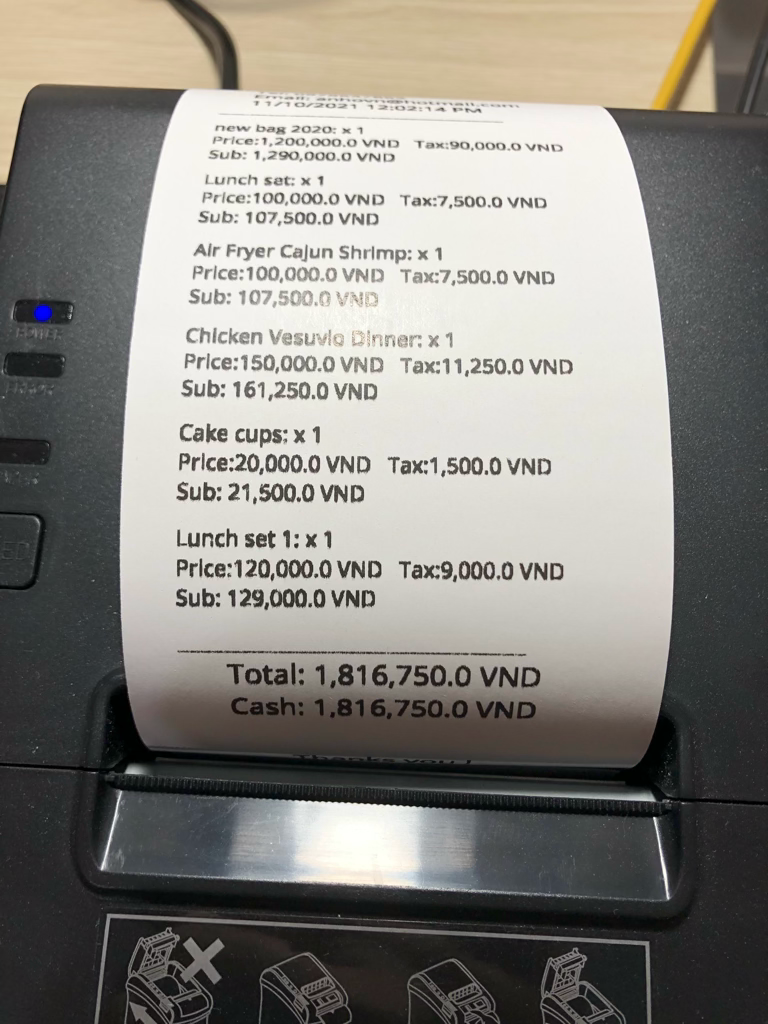 Email: anhovn@hotmail.com
11/10/2021 12:02:14 PM
new bag 2020: x 1
Price:1,200,000.0 VND Tax:90,000.0 VND
Sub: 1,290,000.0 VND
Lunch set: x 1
Price:100,000.0 VND Tax:7,500.0 VND
Sub: 107,500.0 VND
Air Fryer Cajun Shrimp: x 1
Price:100,000.0 VND Tax:7,500.0 VND
Sub: 107,500.0 VND
Chicken Vesuvio Dinner: x 1
Price:150,000.0 VND Tax:11,250.0 VND
Sub: 161,250.0 VND
Cake cups: x 1
Price:20,000.0 VND Tax:1,500.0 VND
Sub: 21,500.0 VND
Lunch set 1: x 1
Price:120,000.0 VND Tax:9,000.0 VND
Sub: 129,000.0 VND
Total: 1,816,750.0 VND
Cash: 1,816,750.0 VND
Thanks you !
POWER
ERROR